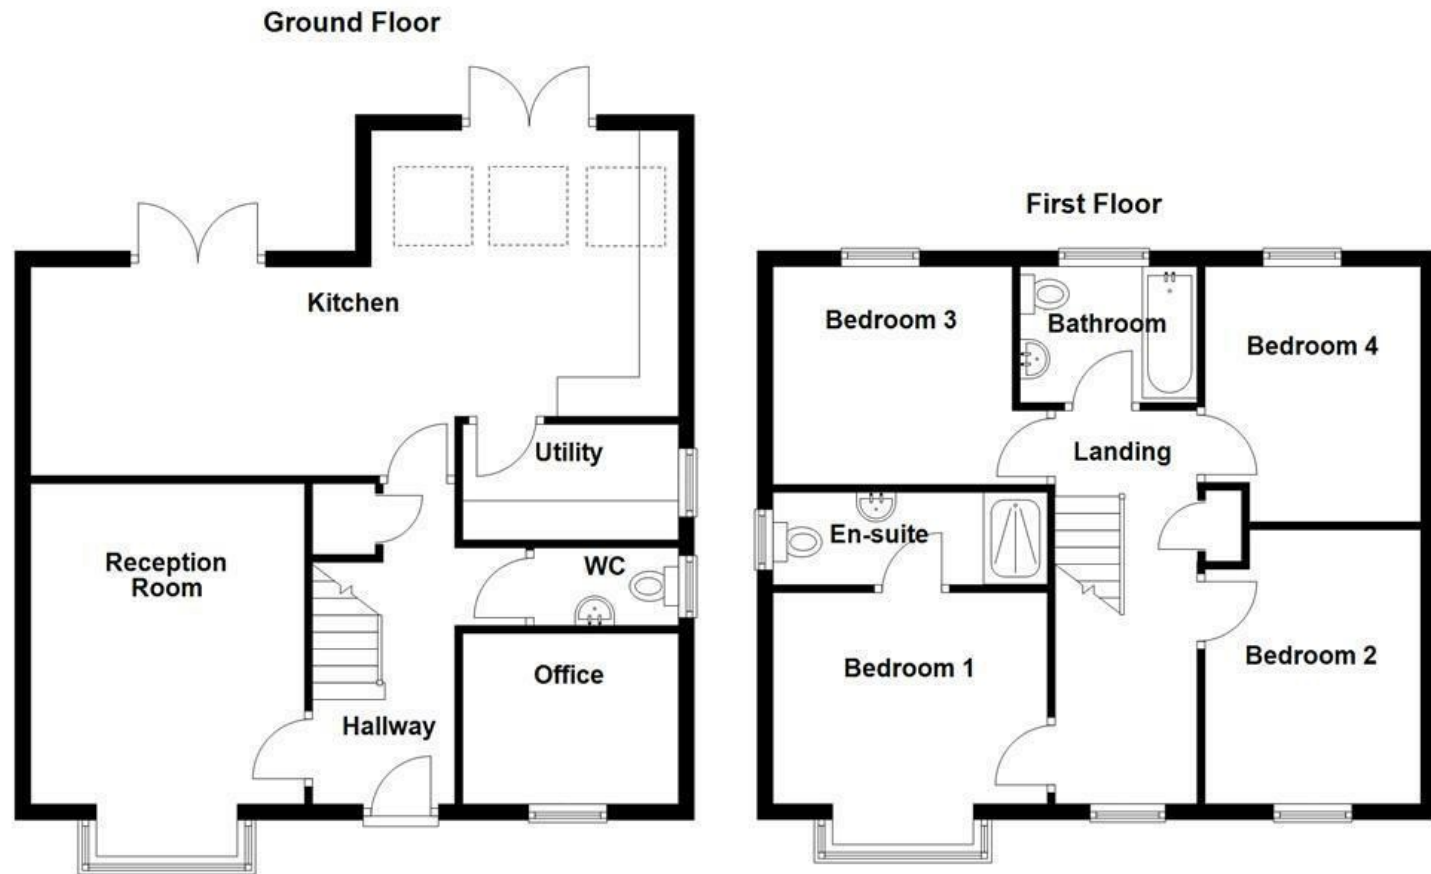 Ground Floor
Kitchen
Utility
Reception
Room
WC
Office
Hallway
First Floor
Bedroom 3
Bathroom
Bedroom 4
Landing
En-suite
Bedroom 1
Bedroom 2